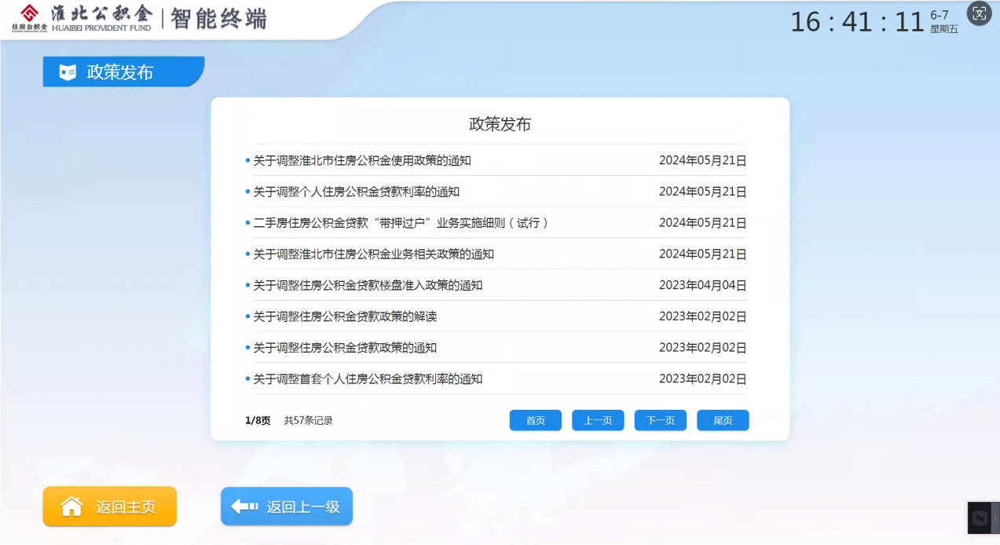 住房公积金
淮北公积金
HUAIBEI PROVIDENT FUND
智能终端
16:41:11
6-7
星期五
政策发布
政策发布
关于调整淮北市住房公积金使用政策的通知 2024年05月21日
关于调整个人住房公积金贷款利率的通知 2024年05月21日
二手房住房公积金贷款“带押过户”业务实施细则（试行） 2024年05月21日
关于调整淮北市住房公积金业务相关政策的通知 2024年05月21日
关于调整住房公积金贷款楼盘准入政策的通知 2023年04月04日
关于调整住房公积金贷款政策的解读 2023年02月02日
关于调整住房公积金贷款政策的通知 2023年02月02日
关于调整首套个人住房公积金贷款利率的通知 2023年02月02日
1/8页 共57条记录 首页 上一页 下一页 尾页
返回主页 返回上一级